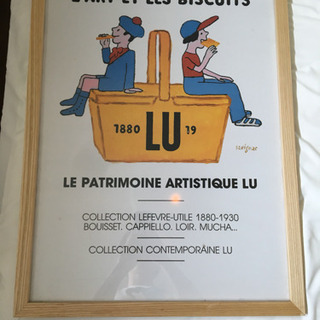 L'ART ET LES BISCUITS
1880 LU 19
savignac
LE PATRIMOINE ARTISTIQUE LU
COLLECTION LEFEVRE-UTILE 1880-1930
BOUISSET. CAPPIELLO. LOIR. MUCHA...
COLLECTION CONTEMPORAINE LU